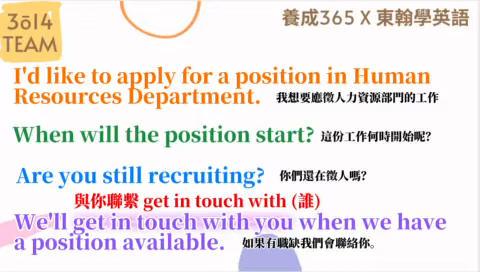 3ō14
TEAM
養成365 X 東翰學英語
I'd like to apply for a position in Human
Resources Department. 我想要應徵人力資源部門的工作
When will the position start? 這份工作何時開始呢?
Are you still recruiting? 你們還在徵人嗎?
與你聯繫 get in touch with (誰)
We'll get in touch with you when we have
a position available. 如果有職缺我們會聯絡你。